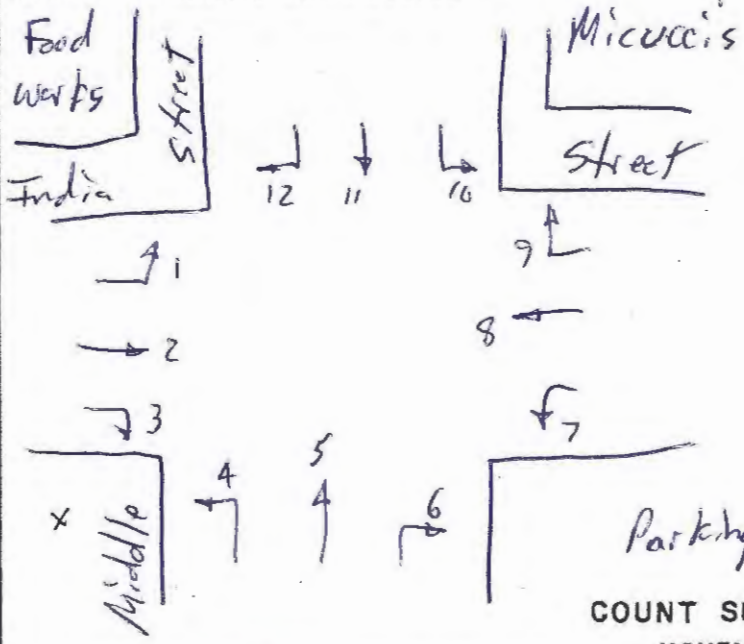 Food
Works
Street
India
Micucci's
Street
12 11 10
1
2
3
9
8
7
4 5 6
x
Middle
Parking
COUNT